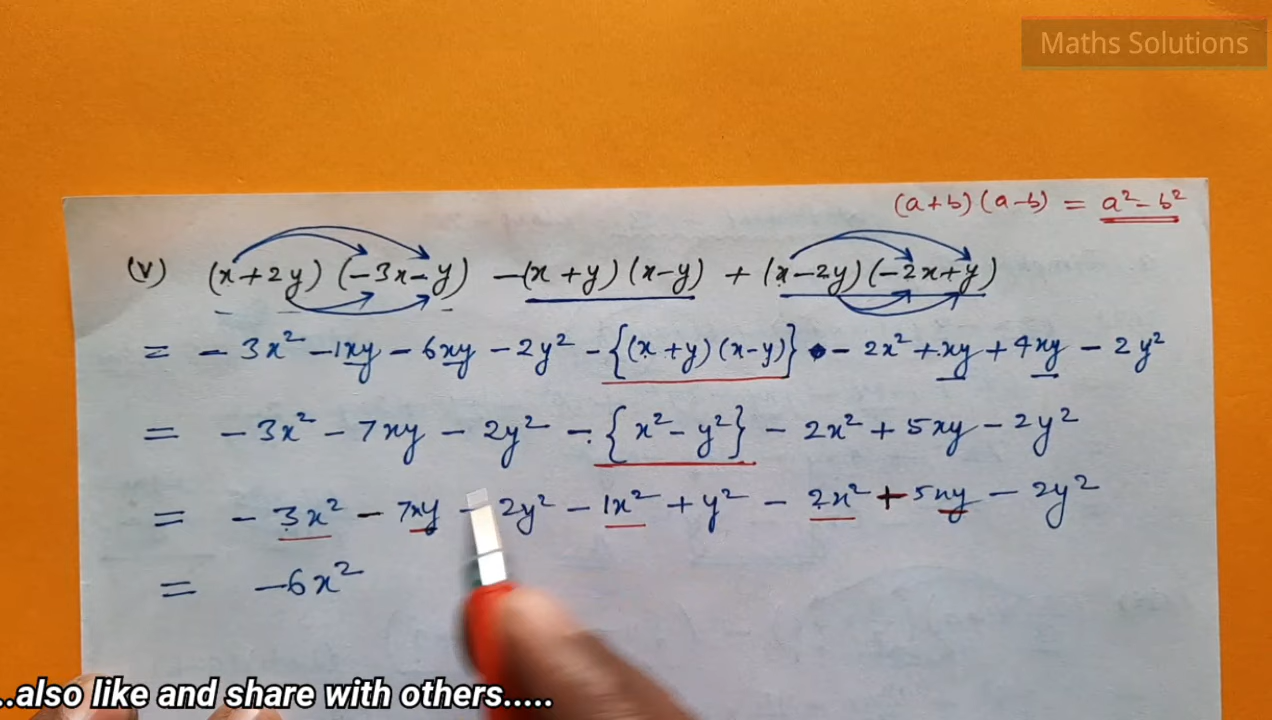 Maths Solutions
(a+b)(a-b) = a²-b²
(v) (x+2y)(-3x-y) -(x+y)(x-y) + (x-2y)(-2x+y)
= -3x² -1xy - 6xy - 2y² -{(x+y)(x-y)} - 2x² + xy + 4xy - 2y²
= -3x² - 7xy - 2y² - {x² - y²} - 2x² + 5xy - 2y²
= - 3x² - 7xy - 2y² - 1x² + y² - 2x² + 5xy - 2y²
= -6x²
..also like and share with others.....